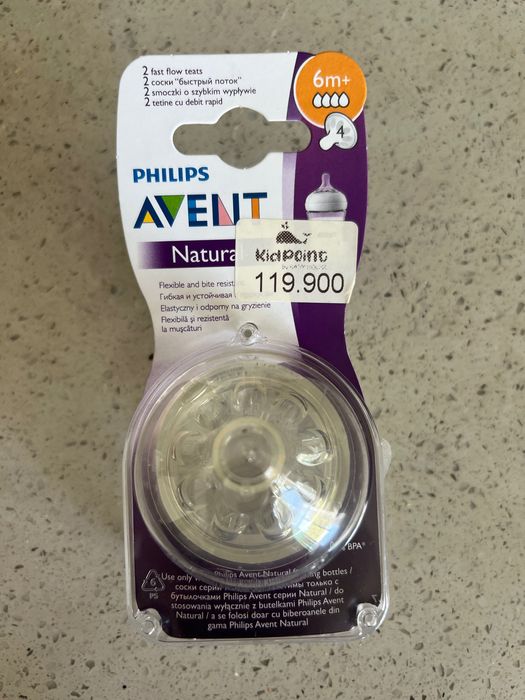 2 fast flow teats
2 соски "быстрый поток"
2 smoczki o szybkim wypływie
2 tetine cu debit rapid
6m+
4
PHILIPS
AVENT
Natural
KidPoint
119.900
Flexible and bite resistant
Гибкая и устойчивая
Elastyczny i odporny na gryzienie
Flexibilă și rezistentă
la mușcături
BPA*
PS
Use only Philips Avent Natural feeding bottles /
соски серии только с
бутылочками Philips Avent серии Natural / do
stosowania wyłącznie z butelkami Philips Avent
Natural / a se folosi doar cu biberoanele din
gama Philips Avent Natural